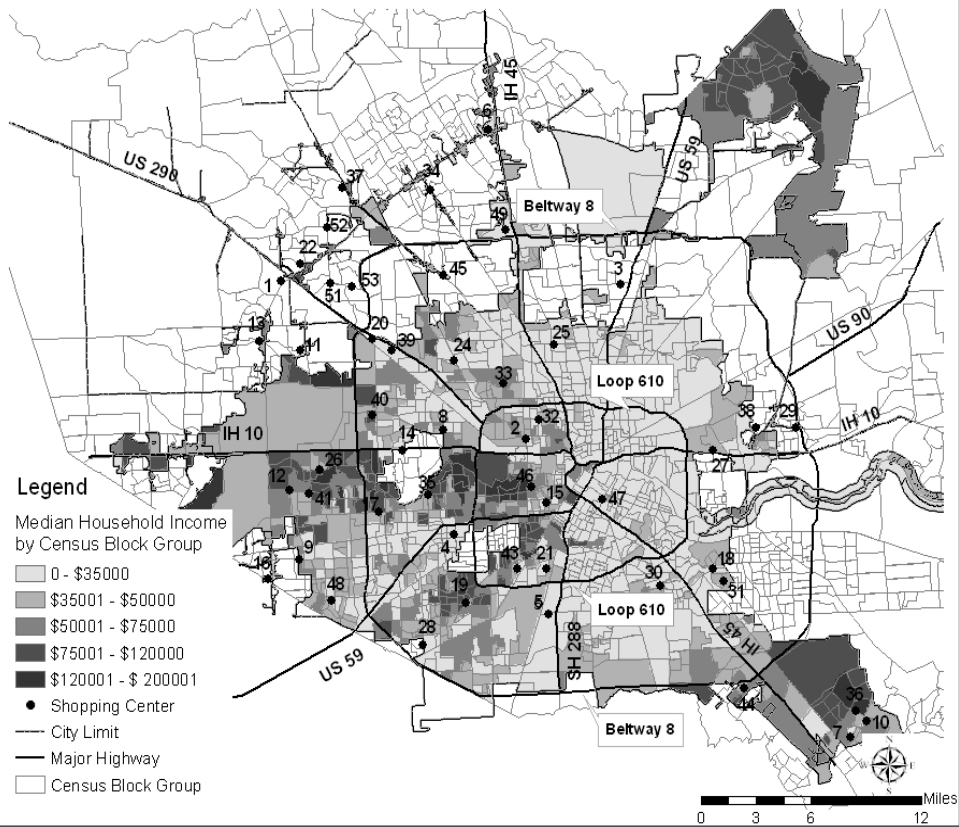 IH 45
6
US 59
US 290
37
34
Beltway 8
52
49
22
1
51
53
45
3
13
11
20
39
24
25
US 90
33
Loop 610
40
8
32
38
29
IH 10
2
14
IH 10
27
26
46
12
41
17
35
15
47
4
9
43
21
18
16
30
51
48
19
5
Loop 610
28
IH 45
US 59
SH 288
44
36
10
7
Beltway 8
Legend
Median Household Income
by Census Block Group
0 - $35000
$35001 - $50000
$50001 - $75000
$75001 - $120000
$120001 - $ 200001
Shopping Center
City Limit
Major Highway
Census Block Group
N
W E
S
Miles
0 3 6 12